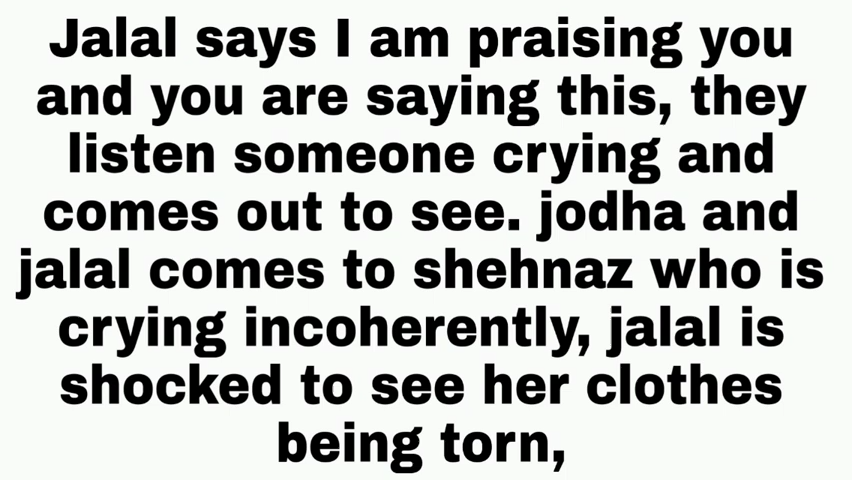 Jalal says I am praising you
and you are saying this, they
listen someone crying and
comes out to see. jodha and
jalal comes to shehnaz who is
crying incoherently, jalal is
shocked to see her clothes
being torn,